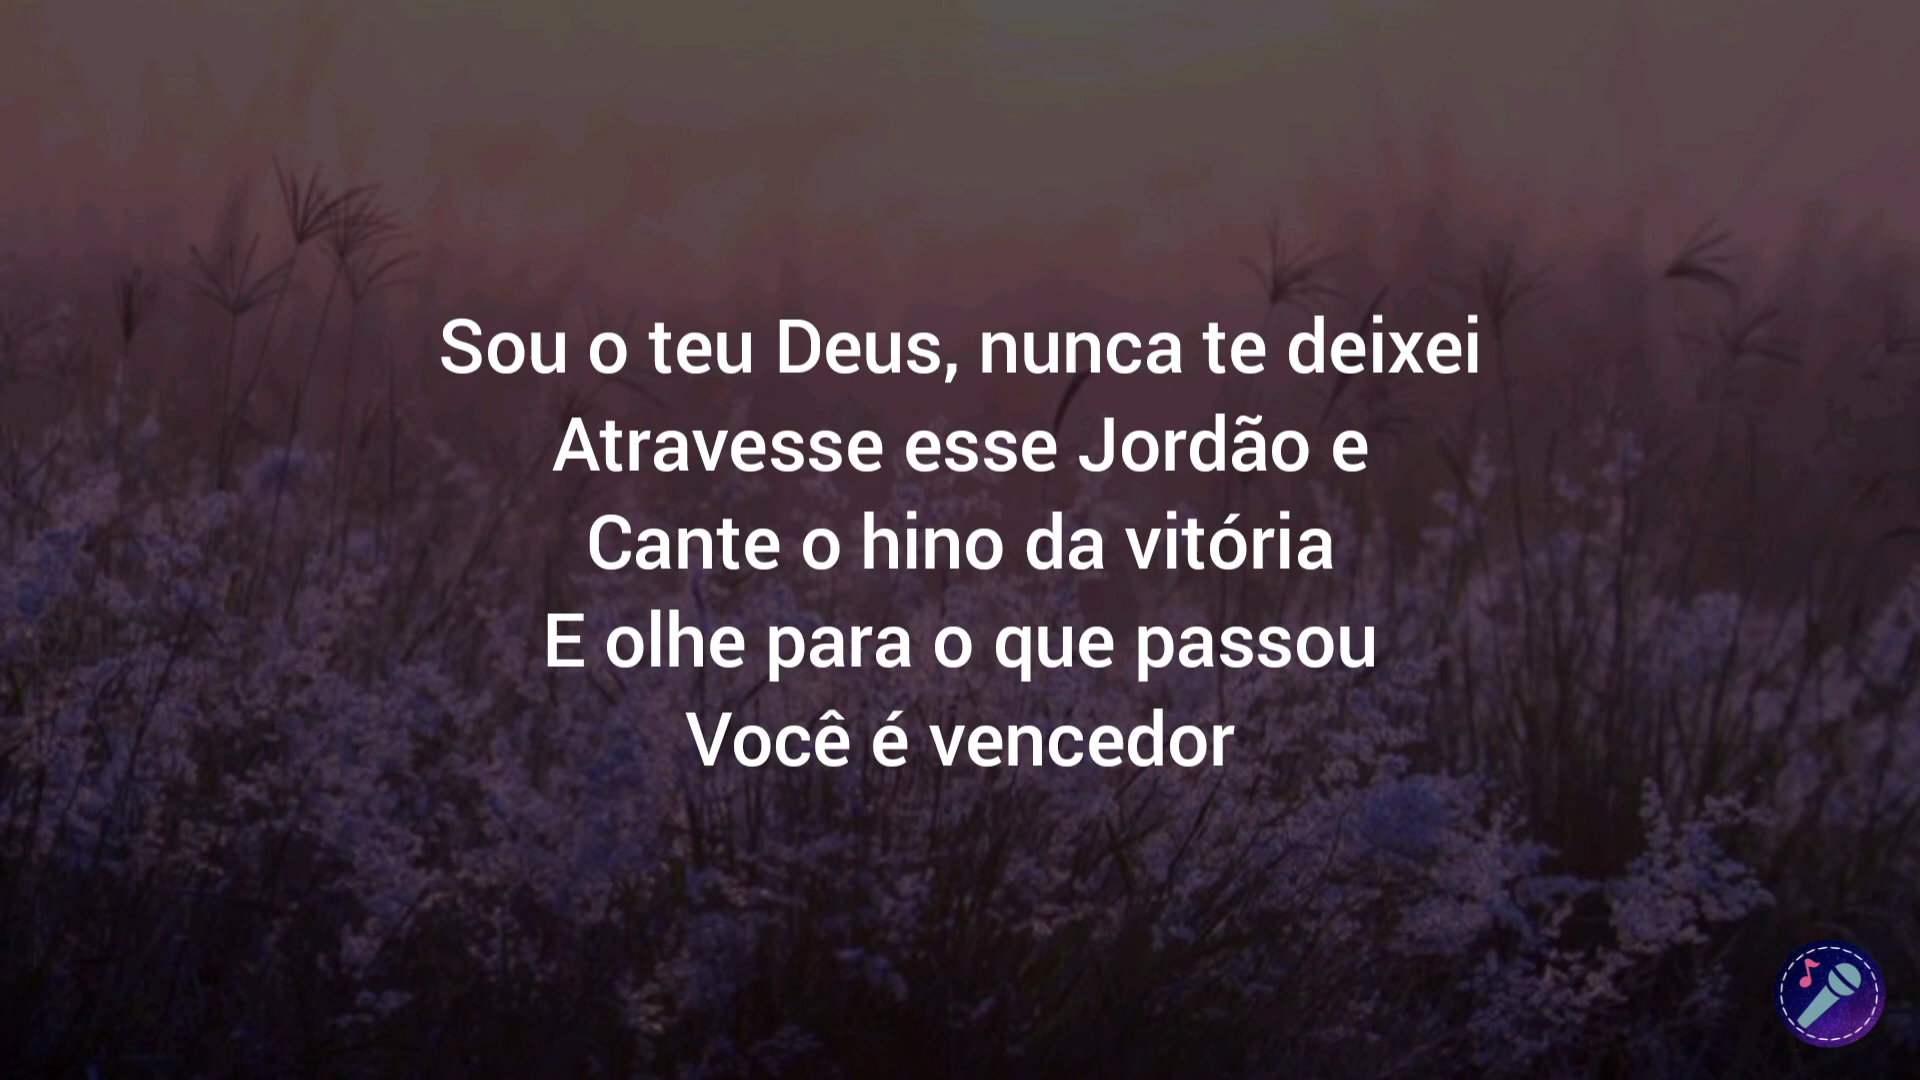 Sou o teu Deus, nunca te deixei
Atravesse esse Jordão e
Cante o hino da vitória
E olhe para o que passou
Você é vencedor